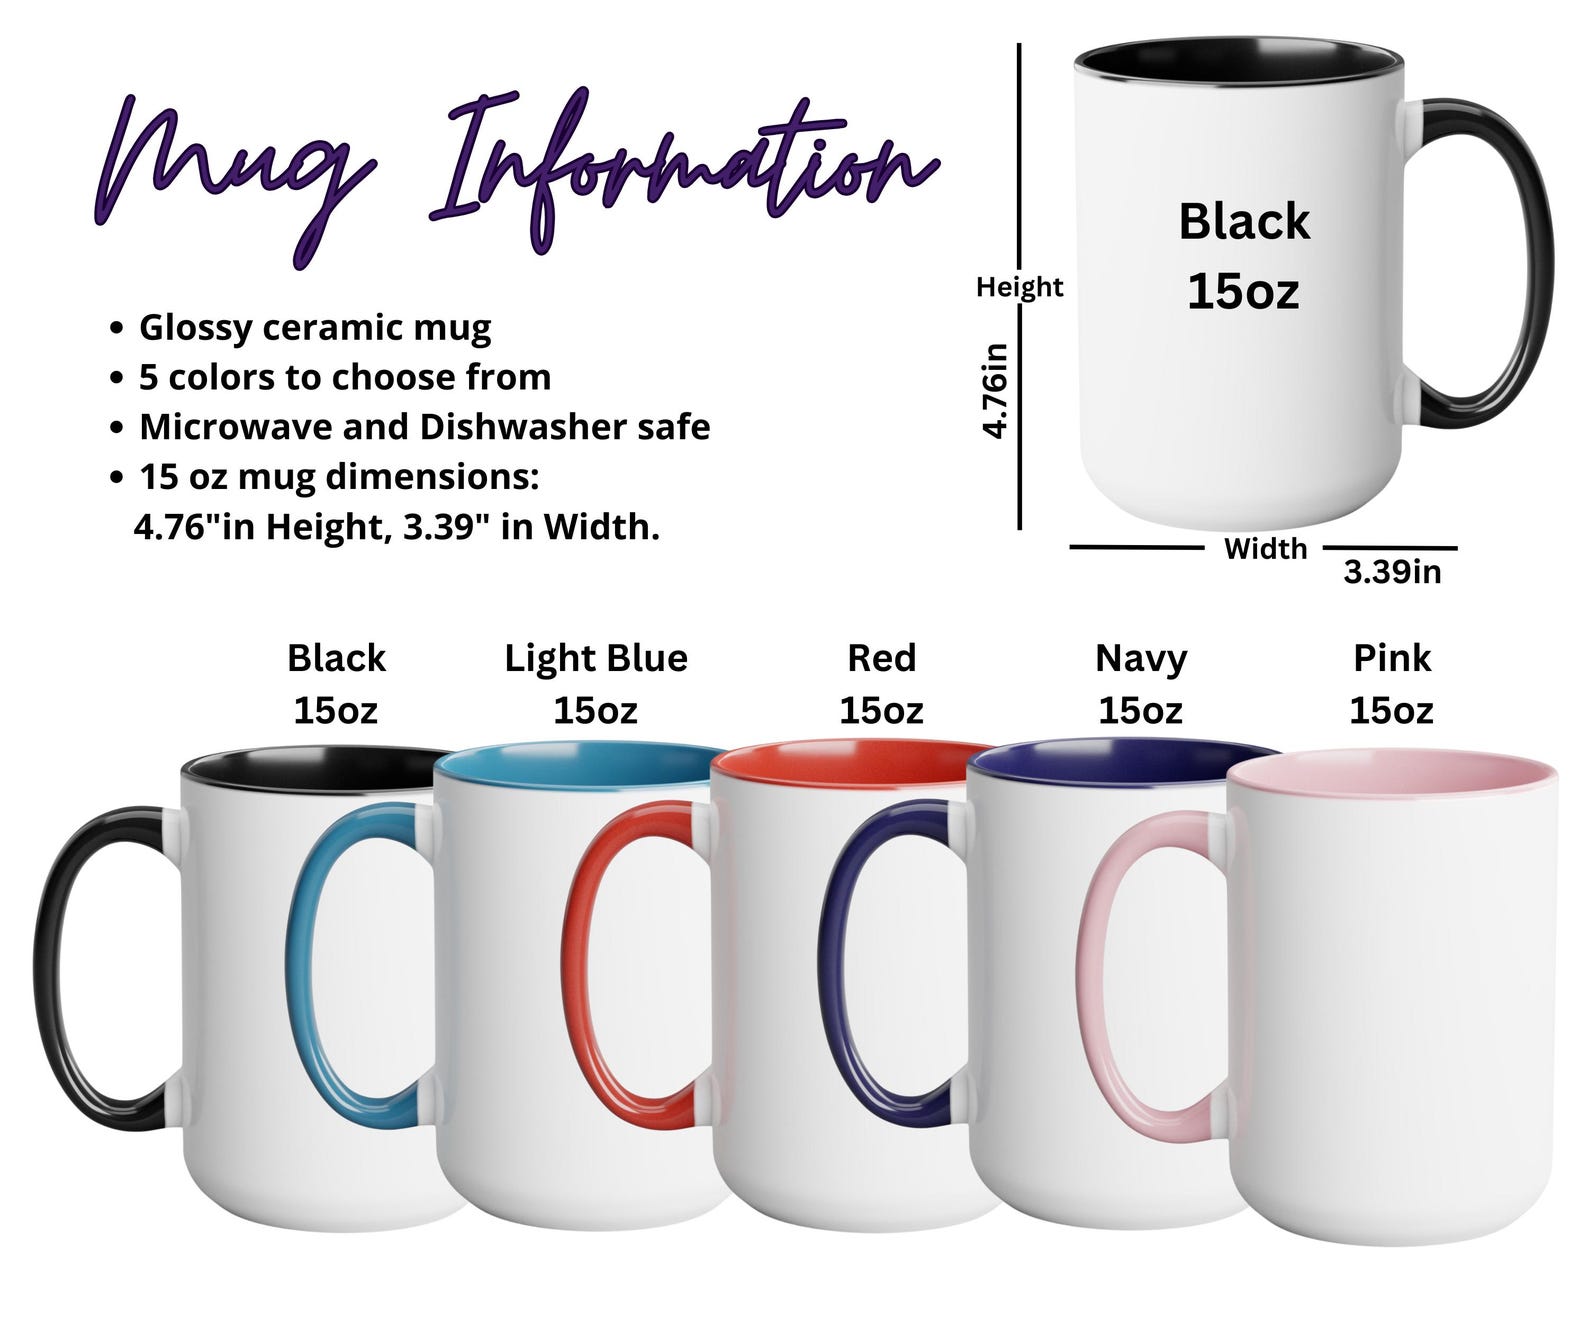 Mug Information
• Glossy ceramic mug
• 5 colors to choose from
• Microwave and Dishwasher safe
• 15 oz mug dimensions:
4.76"in Height, 3.39" in Width.
Height
4.76in
Black
15oz
Width
3.39in
Black
15oz
Light Blue
15oz
Red
15oz
Navy
15oz
Pink
15oz